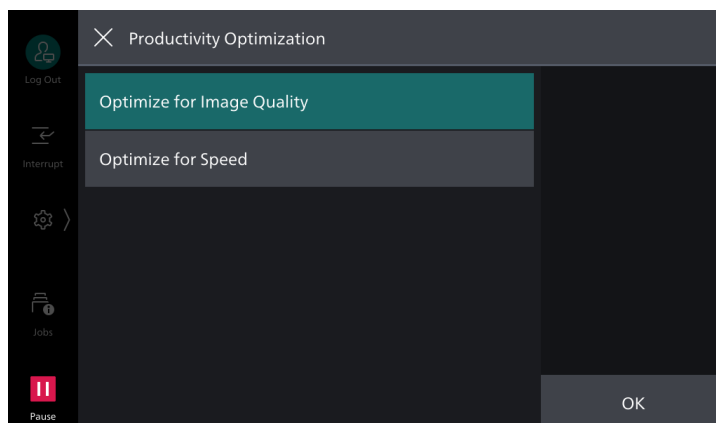 Productivity Optimization
Log Out
Optimize for Image Quality
Interrupt
Optimize for Speed
Jobs
Pause
OK